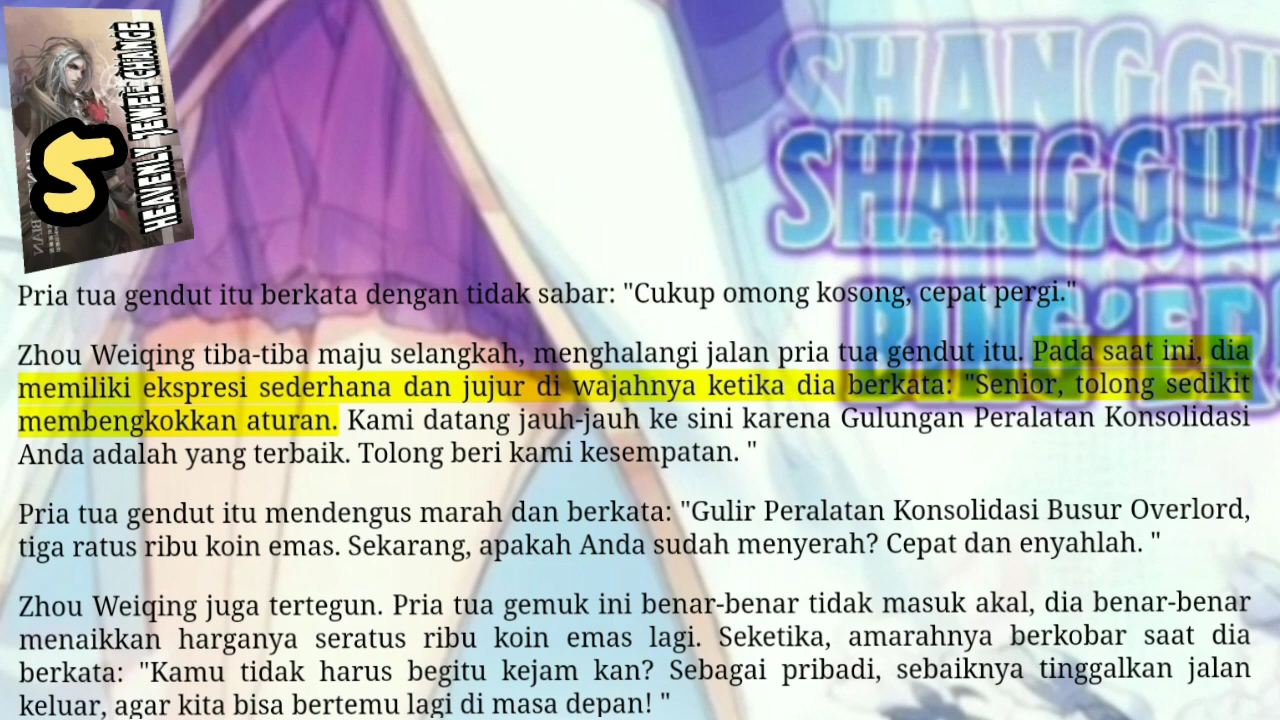 HEAVENLY JEWEL CHANGE
5
SHANGGU
SHANGGUA
BING'ER
Pria tua gendut itu berkata dengan tidak sabar: "Cukup omong kosong, cepat pergi."
Zhou Weiqing tiba-tiba maju selangkah, menghalangi jalan pria tua gendut itu. Pada saat ini, dia
memiliki ekspresi sederhana dan jujur di wajahnya ketika dia berkata: "Senior, tolong sedikit
membengkokkan aturan. Kami datang jauh-jauh ke sini karena Gulungan Peralatan Konsolidasi
Anda adalah yang terbaik. Tolong beri kami kesempatan. "
Pria tua gendut itu mendengus marah dan berkata: "Gulir Peralatan Konsolidasi Busur Overlord,
tiga ratus ribu koin emas. Sekarang, apakah Anda sudah menyerah? Cepat dan enyahlah. "
Zhou Weiqing juga tertegun. Pria tua gemuk ini benar-benar tidak masuk akal, dia benar-benar
menaikkan harganya seratus ribu koin emas lagi. Seketika, amarahnya berkobar saat dia
berkata: "Kamu tidak harus begitu kejam kan? Sebagai pribadi, sebaiknya tinggalkan jalan
keluar, agar kita bisa bertemu lagi di masa depan! "